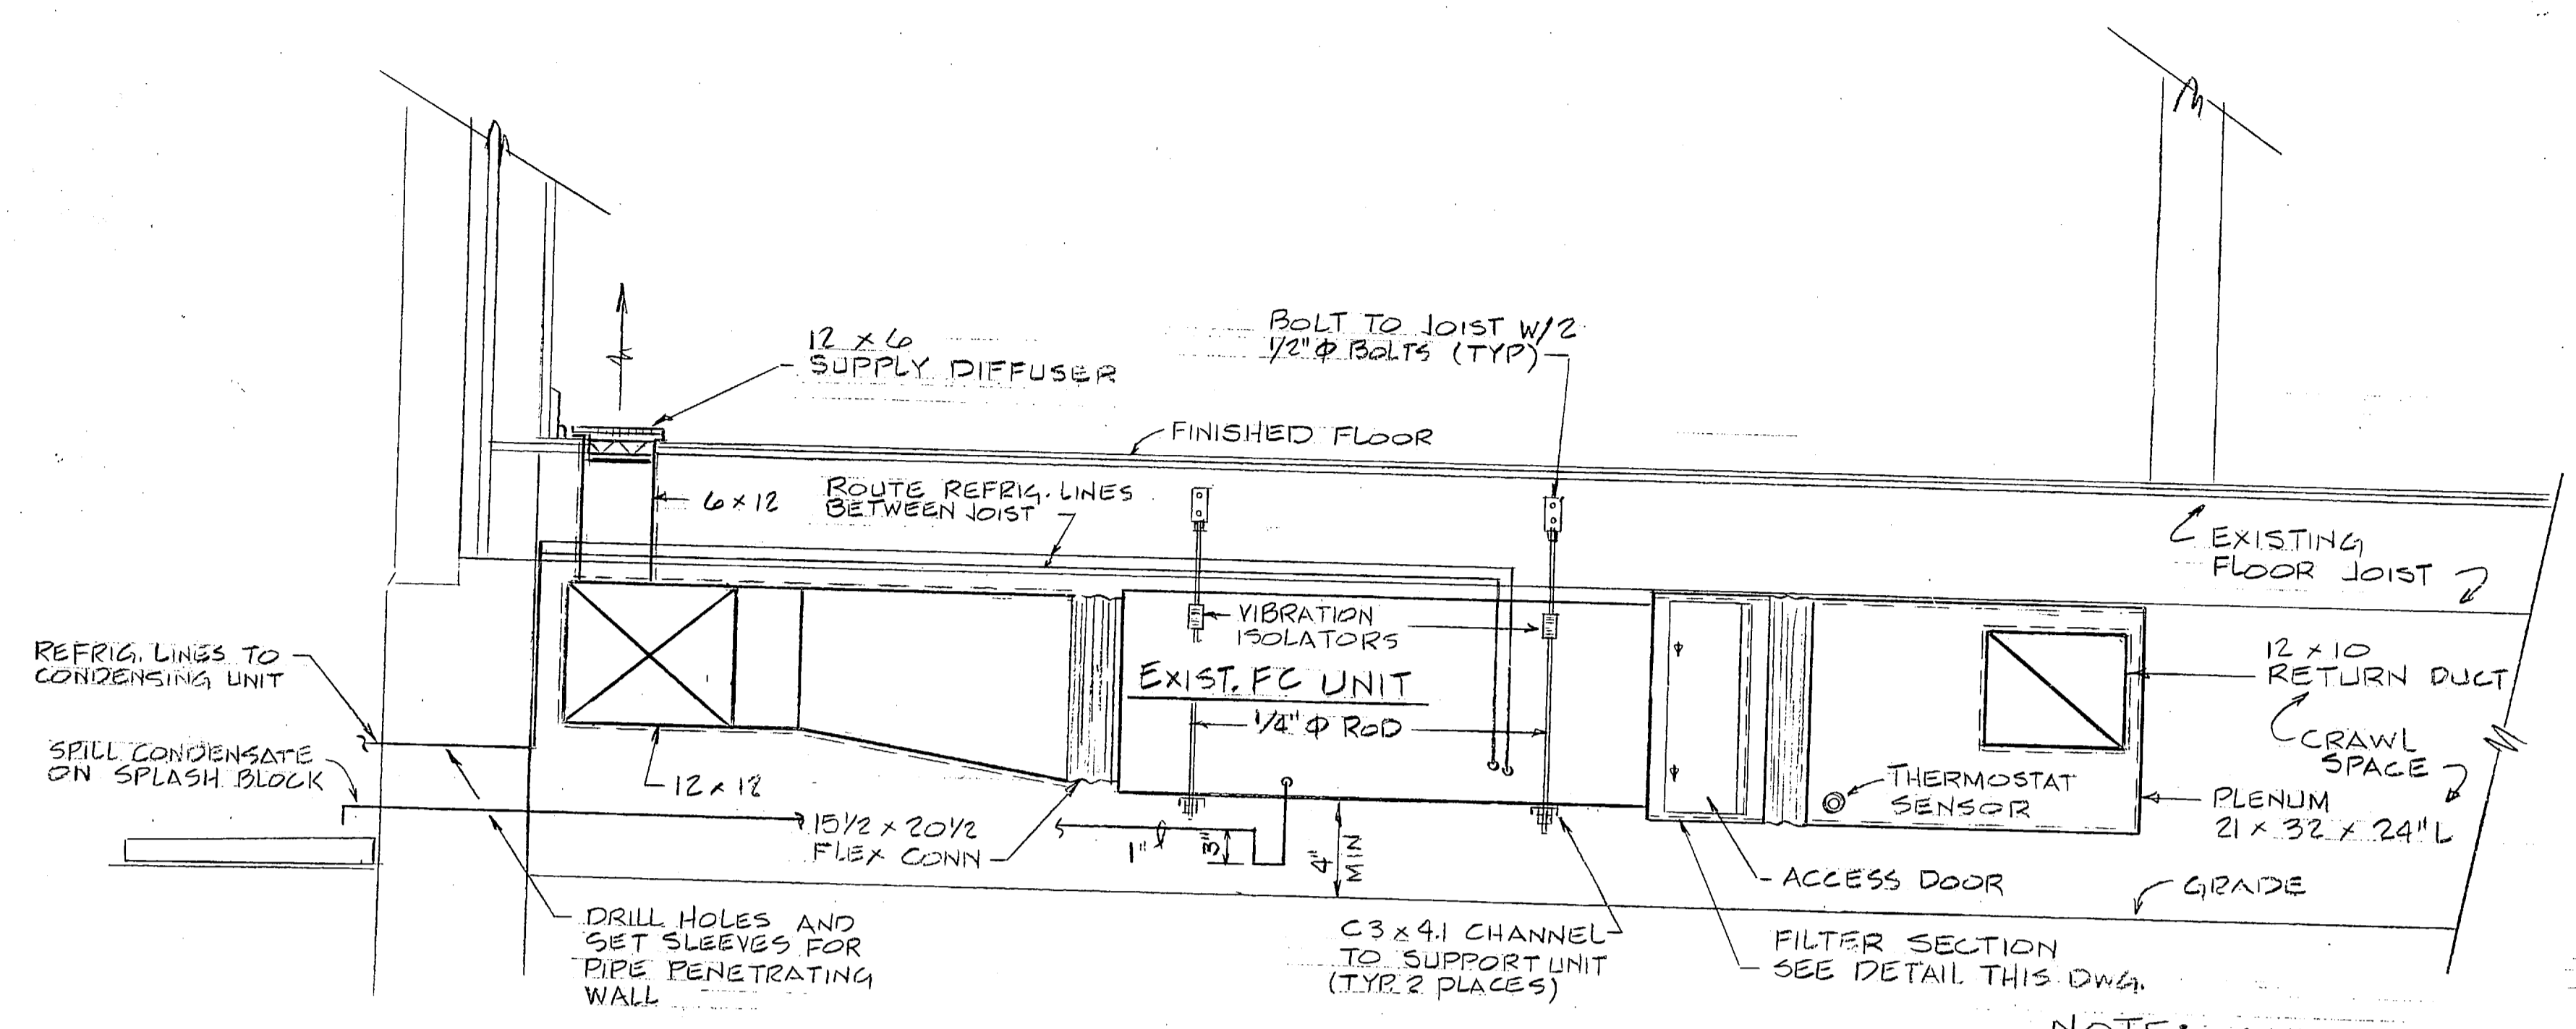 12 x 6
SUPPLY DIFFUSER
BOLT TO JOIST W/2
1/2" Φ BOLTS (TYP)
FINISHED FLOOR
6 x 12
ROUTE REFRIG. LINES
BETWEEN JOIST
EXISTING
FLOOR JOIST
VIBRATION
ISOLATORS
EXIST. FC UNIT
1/4" Φ ROD
REFRIG. LINES TO
CONDENSING UNIT
SPILL CONDENSATE
ON SPLASH BLOCK
12 x 12
15 1/2 x 20 1/2
FLEX CONN
1"
3"
4"
MIN
THERMOSTAT
SENSOR
12 x 10
RETURN DUCT
CRAWL
SPACE
PLENUM
21 x 32 x 24" L
ACCESS DOOR
GRADE
DRILL HOLES AND
SET SLEEVES FOR
PIPE PENETRATING
WALL
C3 x 4.1 CHANNEL
TO SUPPORT UNIT
(TYP. 2 PLACES)
FILTER SECTION
SEE DETAIL THIS DWG.
NOTE: